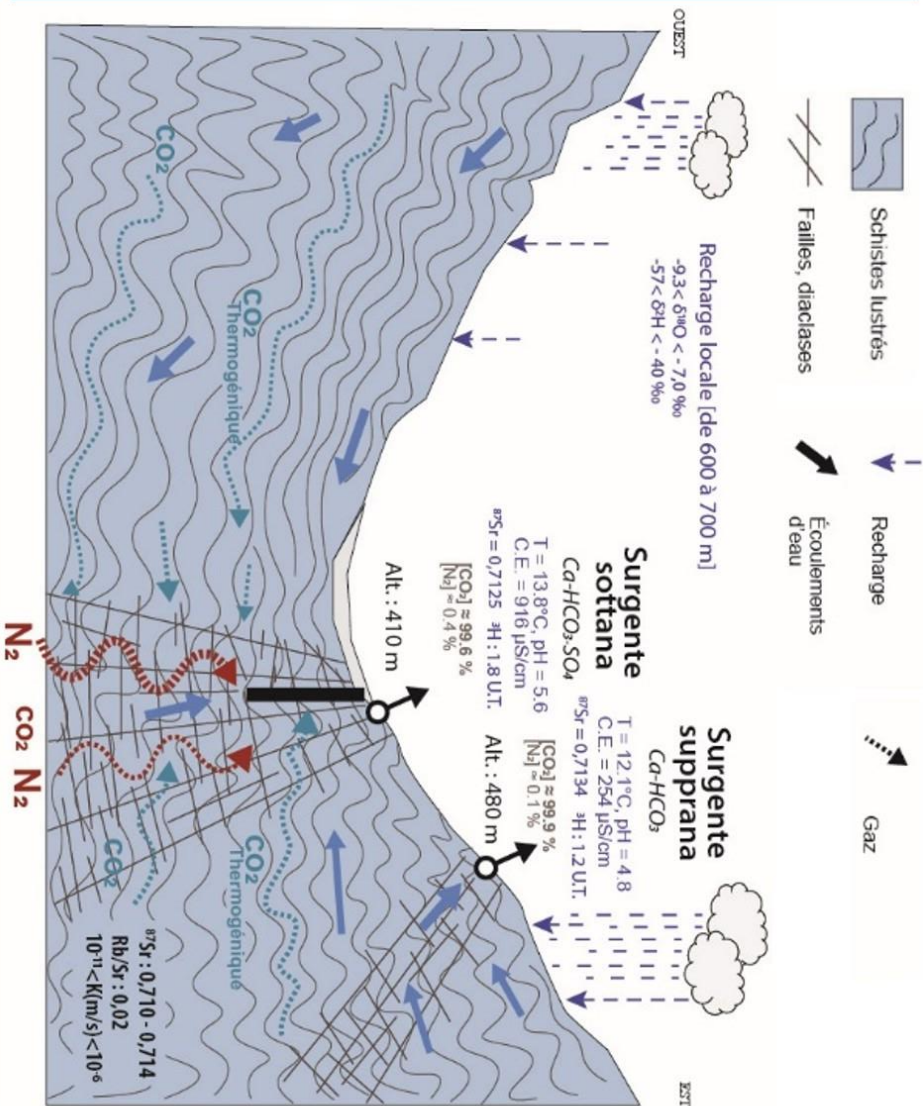 Schistes lustrés
Failles, diaclases
Recharge
Écoulements
d'eau
Gaz
OUEST
EST
Recharge locale [de 600 à 700 m]
-9.3< δ¹⁸O < - 7,0 ‰
-57< δ²H < - 40 ‰
Surgente
sottana
Ca-HCO₃-SO₄
T = 13.8°C, pH = 5.6
C.E. = 916 µS/cm
⁸⁷Sr = 0,7125 ³H : 1.8 U.T.
[CO₂] ≈ 99.6 %
[N₂] ≈ 0.4 %
Alt. : 410 m
Surgente
supprana
Ca-HCO₃
T = 12.1°C, pH = 4.8
C.E. = 254 µS/cm
⁸⁷Sr = 0,7134 ³H : 1.2 U.T.
[CO₂] ≈ 99.9 %
[N₂] ≈ 0.1 %
Alt. : 480 m
CO₂
CO₂
Thermogénique
CO₂
Thermogénique
CO₂
N₂
CO₂
N₂
⁸⁷Sr : 0,710 - 0,714
Rb/Sr : 0,02
10⁻¹¹< K(m/s)<10⁻⁶